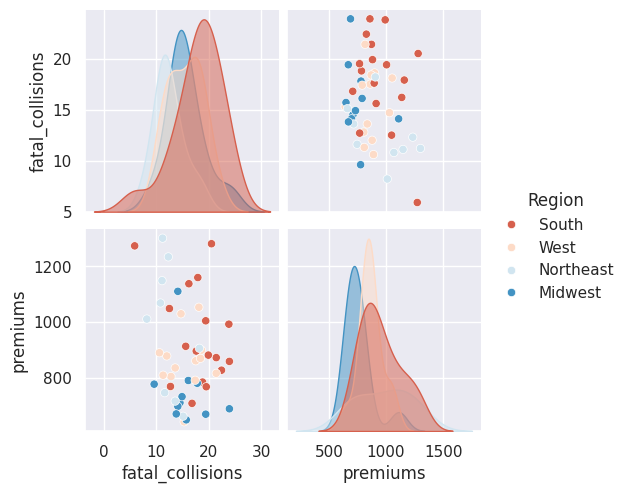 fatal_collisions
20
15
10
5
premiums
1200
1000
800
0
10
20
30
fatal_collisions
500
1000
1500
premiums
Region
South
West
Northeast
Midwest